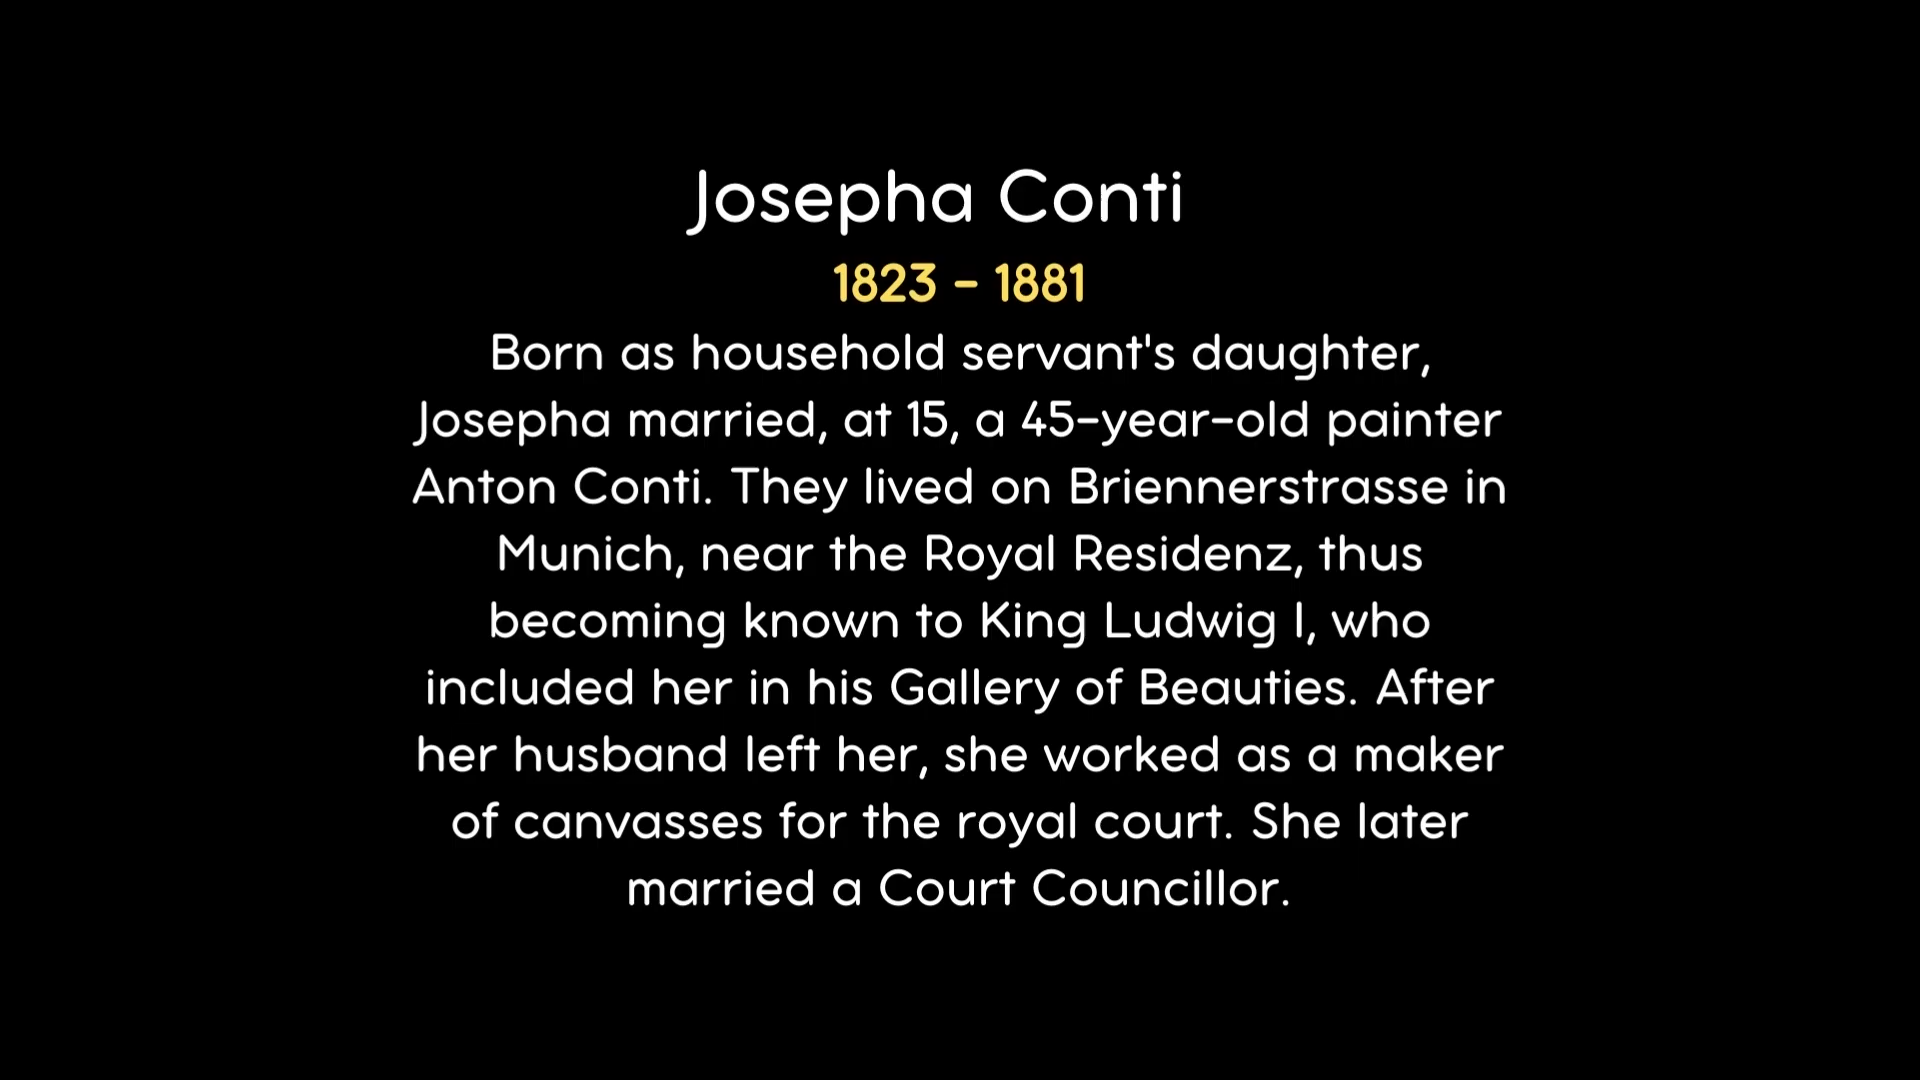 Josepha Conti
1823 - 1881
Born as household servant's daughter,
Josepha married, at 15, a 45-year-old painter
Anton Conti. They lived on Briennerstrasse in
Munich, near the Royal Residenz, thus
becoming known to King Ludwig I, who
included her in his Gallery of Beauties. After
her husband left her, she worked as a maker
of canvasses for the royal court. She later
married a Court Councillor.